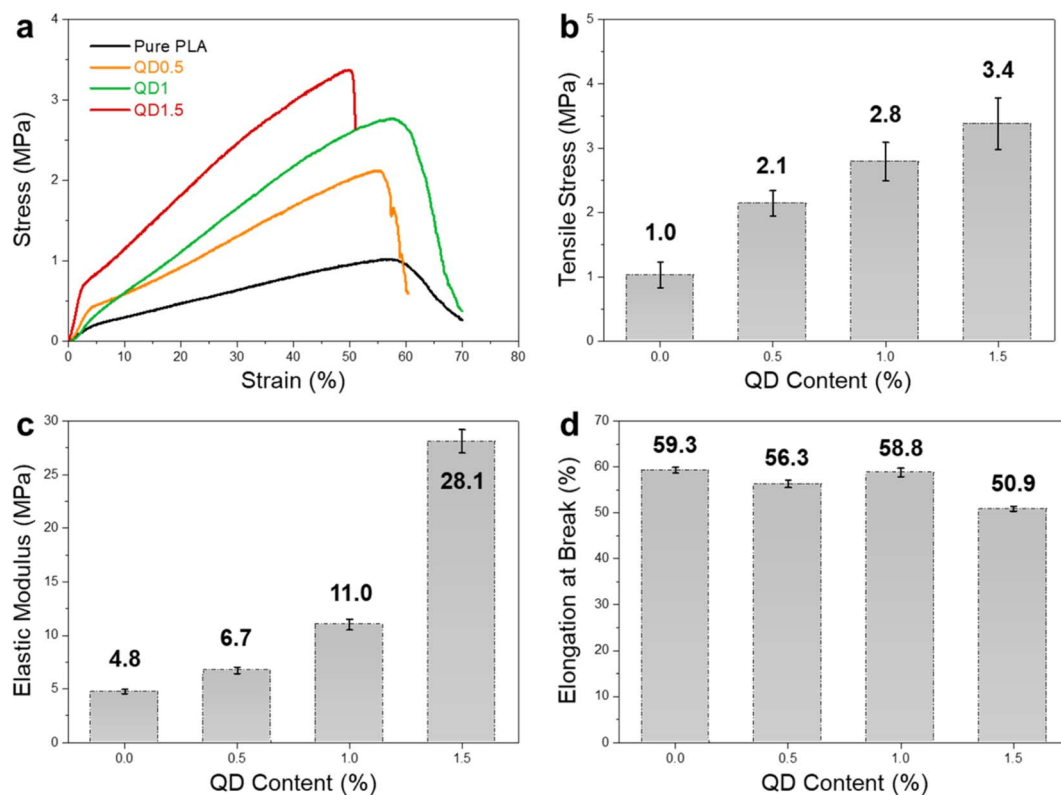 a
Pure PLA
QD0.5
QD1
QD1.5
4
3
2
1
0
Stress (MPa)
0 10 20 30 40 50 60 70 80
Strain (%)
b
5
4
3
2
1
0
Tensile Stress (MPa)
1.0
2.1
2.8
3.4
0.0 0.5 1.0 1.5
QD Content (%)
c
30
25
20
15
10
5
0
Elastic Modulus (MPa)
4.8
6.7
11.0
28.1
0.0 0.5 1.0 1.5
QD Content (%)
d
70
60
50
40
30
20
10
0
Elongation at Break (%)
59.3
56.3
58.8
50.9
0.0 0.5 1.0 1.5
QD Content (%)